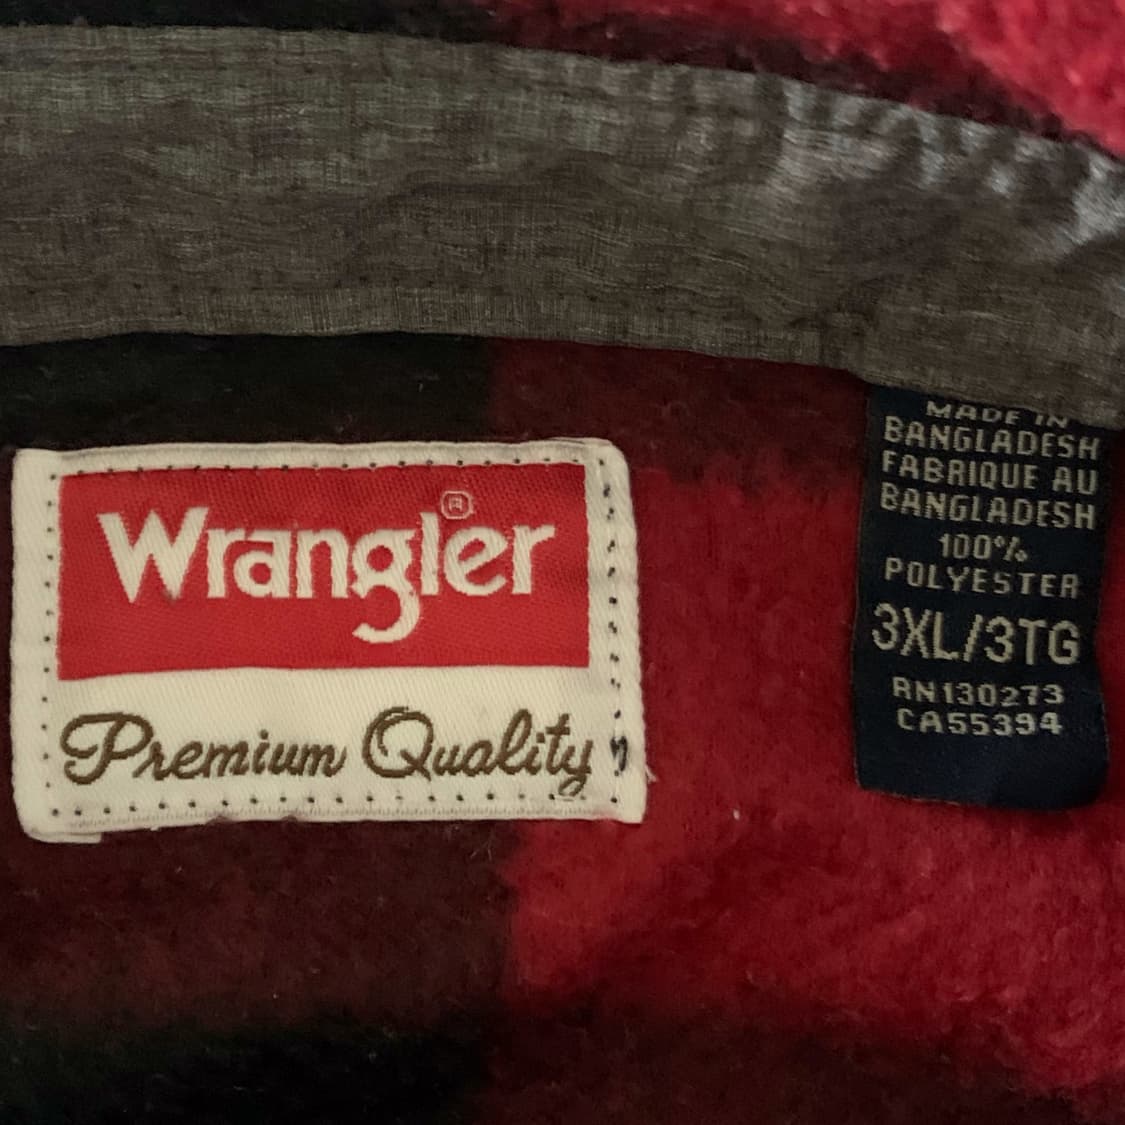 Wrangler®
Premium Quality
MADE IN
BANGLADESH
FABRIQUE AU
BANGLADESH
100%
POLYESTER
3XL/3TG
RN130273
CA55394